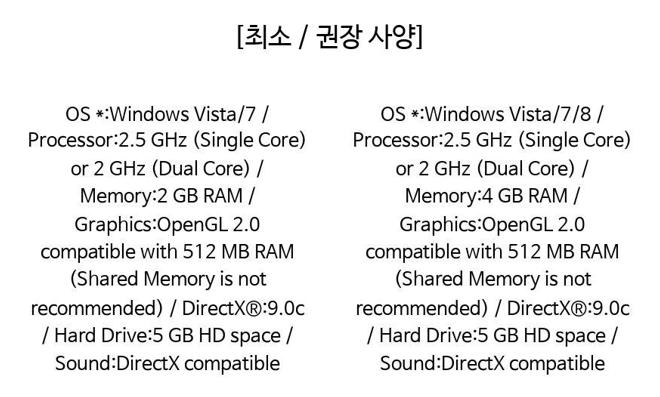 [최소 / 권장 사양]
OS *:Windows Vista/7 /
Processor:2.5 GHz (Single Core)
or 2 GHz (Dual Core) /
Memory:2 GB RAM /
Graphics:OpenGL 2.0
compatible with 512 MB RAM
(Shared Memory is not
recommended) / DirectX®:9.0c
/ Hard Drive:5 GB HD space /
Sound:DirectX compatible
OS *:Windows Vista/7/8 /
Processor:2.5 GHz (Single Core)
or 2 GHz (Dual Core) /
Memory:4 GB RAM /
Graphics:OpenGL 2.0
compatible with 512 MB RAM
(Shared Memory is not
recommended) / DirectX®:9.0c
/ Hard Drive:5 GB HD space /
Sound:DirectX compatible